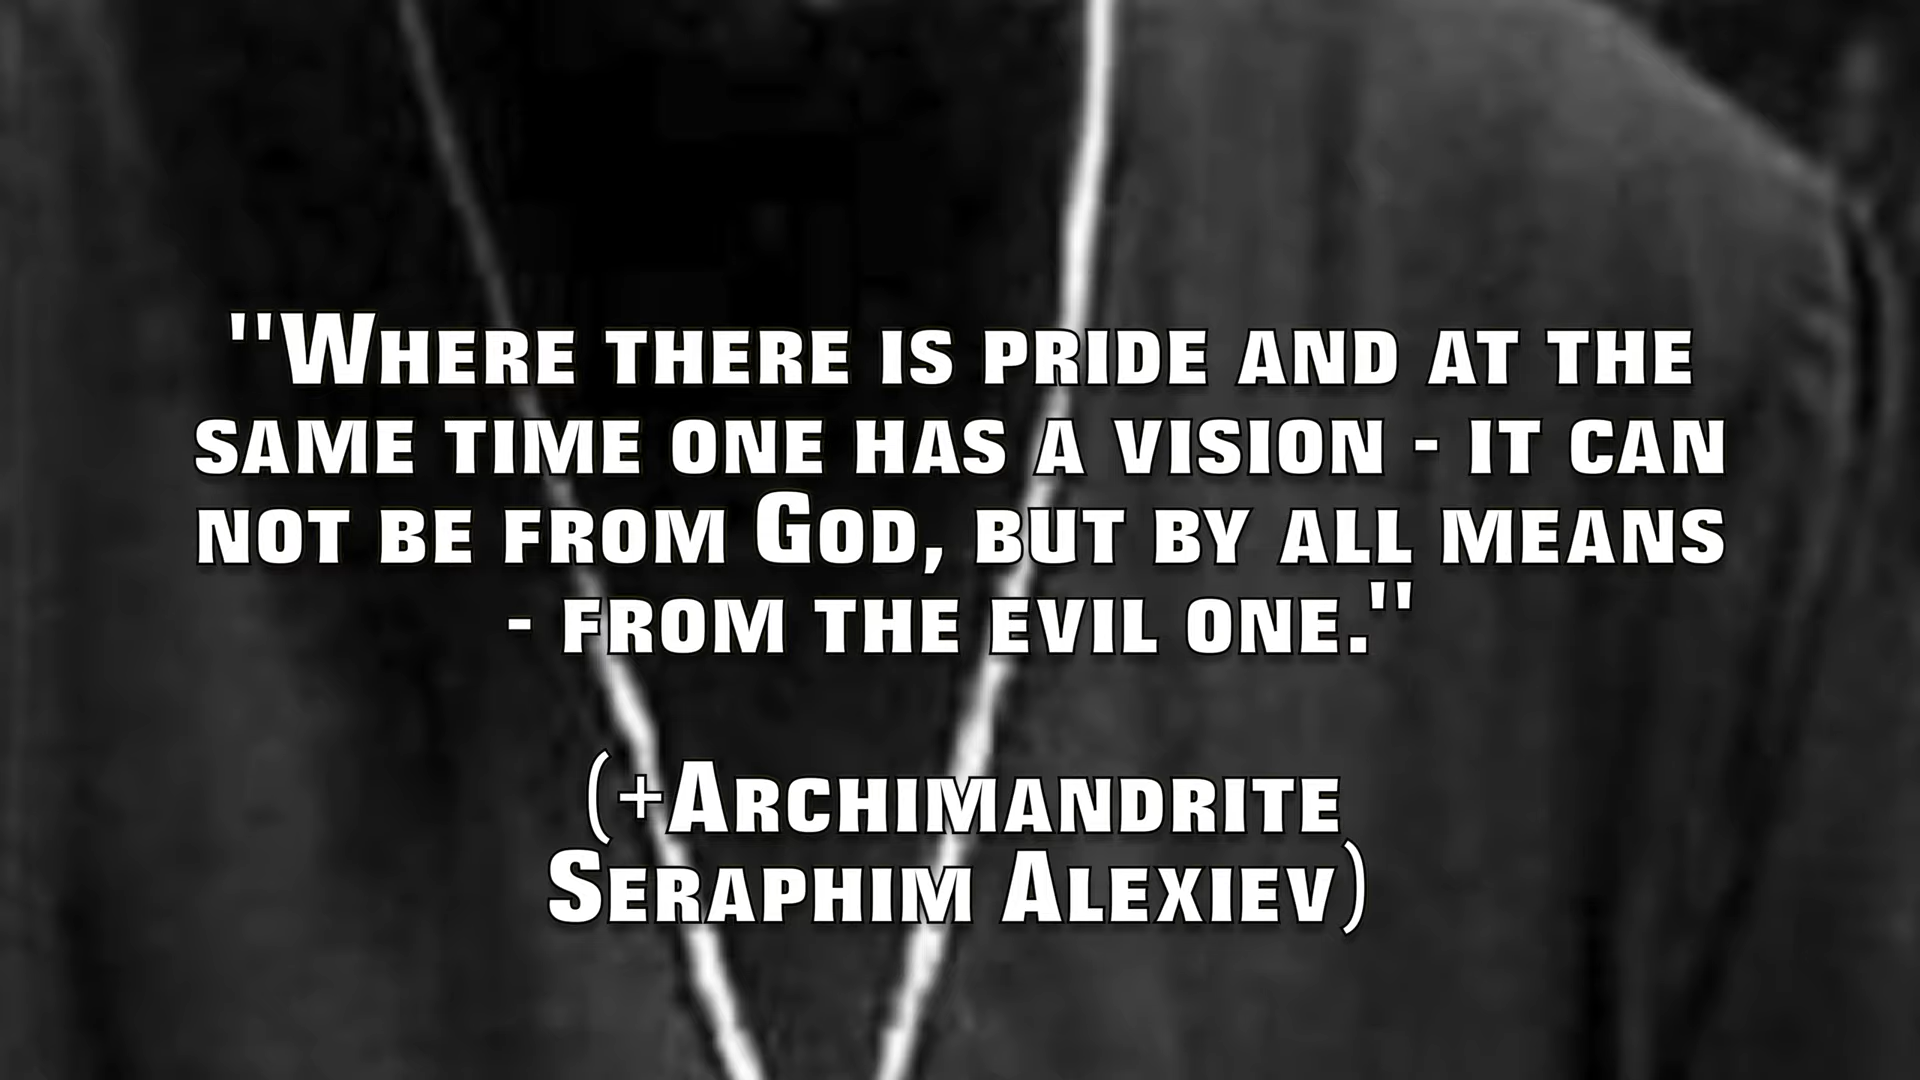 "Where there is pride and at the
same time one has a vision - it can
not be from God, but by all means
- from the evil one."
(+Archimandrite
Seraphim Alexiev)